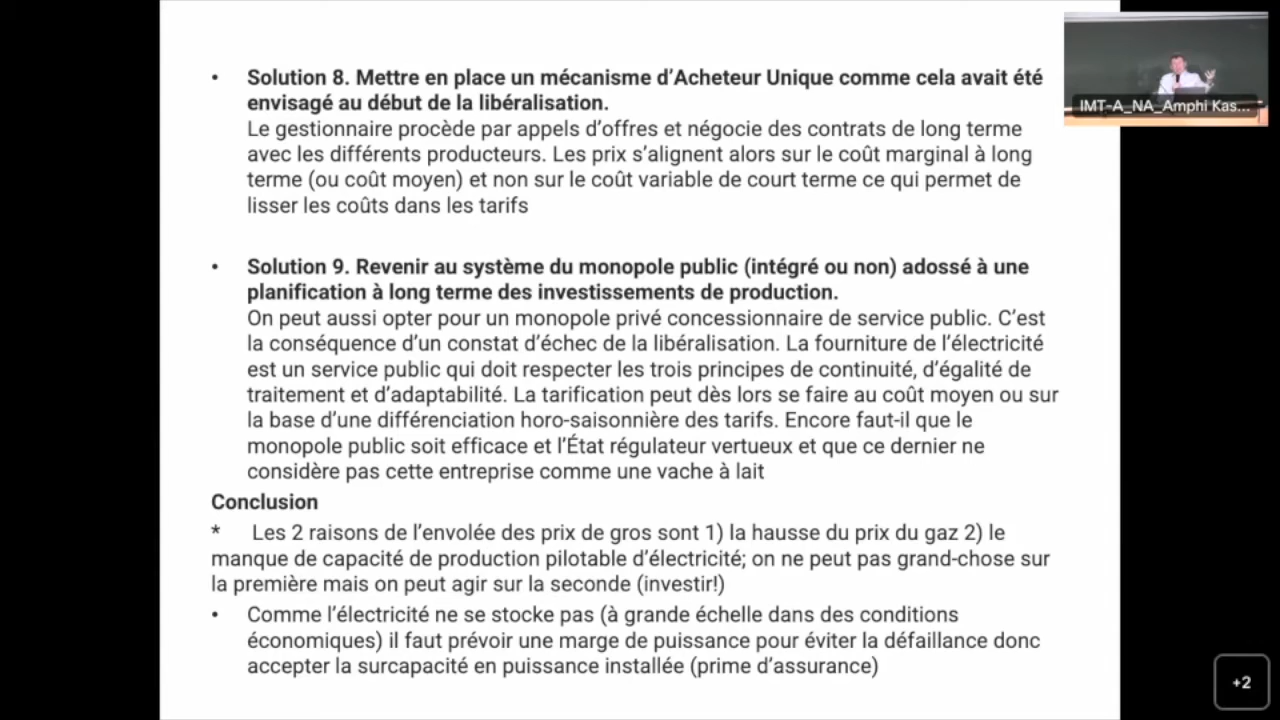 • Solution 8. Mettre en place un mécanisme d’Acheteur Unique comme cela avait été
envisagé au début de la libéralisation.
Le gestionnaire procède par appels d’offres et négocie des contrats de long terme
avec les différents producteurs. Les prix s’alignent alors sur le coût marginal à long
terme (ou coût moyen) et non sur le coût variable de court terme ce qui permet de
lisser les coûts dans les tarifs
• Solution 9. Revenir au système du monopole public (intégré ou non) adossé à une
planification à long terme des investissements de production.
On peut aussi opter pour un monopole privé concessionnaire de service public. C’est
la conséquence d’un constat d’échec de la libéralisation. La fourniture de l’électricité
est un service public qui doit respecter les trois principes de continuité, d’égalité de
traitement et d’adaptabilité. La tarification peut dès lors se faire au coût moyen ou sur
la base d’une différenciation horo-saisonnière des tarifs. Encore faut-il que le
monopole public soit efficace et l’État régulateur vertueux et que ce dernier ne
considère pas cette entreprise comme une vache à lait
Conclusion
* Les 2 raisons de l’envolée des prix de gros sont 1) la hausse du prix du gaz 2) le
manque de capacité de production pilotable d’électricité; on ne peut pas grand-chose sur
la première mais on peut agir sur la seconde (investir!)
• Comme l’électricité ne se stocke pas (à grande échelle dans des conditions
économiques) il faut prévoir une marge de puissance pour éviter la défaillance donc
accepter la surcapacité en puissance installée (prime d’assurance)
IMT-A_NA_Amphi Kas...
+2